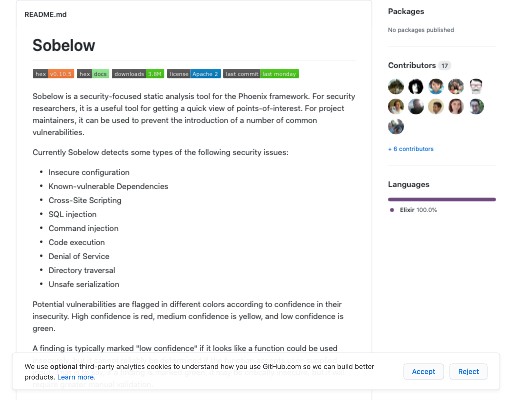 README.md
Sobelow
hex v0.10.5 hex docs downloads 3.8M license Apache 2 last commit last monday
Sobelow is a security-focused static analysis tool for the Phoenix framework. For security
researchers, it is a useful tool for getting a quick view of points-of-interest. For project
maintainers, it can be used to prevent the introduction of a number of common
vulnerabilities.
Currently Sobelow detects some types of the following security issues:
• Insecure configuration
• Known-vulnerable Dependencies
• Cross-Site Scripting
• SQL injection
• Command injection
• Code execution
• Denial of Service
• Directory traversal
• Unsafe serialization
Potential vulnerabilities are flagged in different colors according to confidence in their
insecurity. High confidence is red, medium confidence is yellow, and low confidence is
green.
A finding is typically marked "low confidence" if it looks like a function could be used
We use optional third-party analytics cookies to understand how you use GitHub.com so we can build better
products. Learn more.
Accept Reject
Packages
No packages published
Contributors 17
+ 6 contributors
Languages
Elixir 100.0%